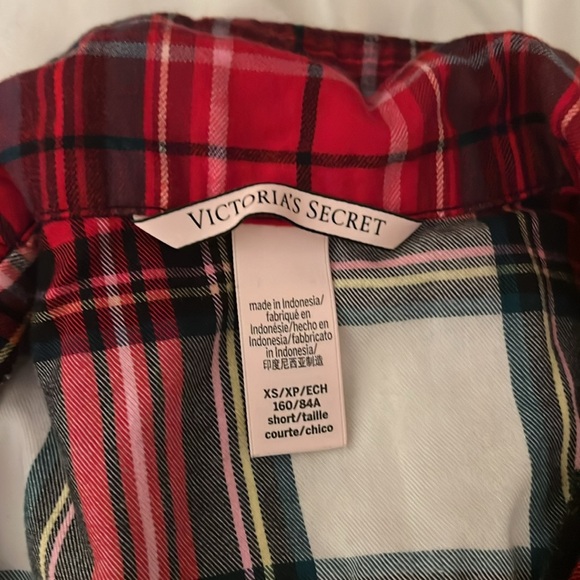 VICTORIA'S SECRET
made in Indonesia/
fabriqué en
Indonésie/hecho en
Indonesia/fabbricato
in Indonesia/
印度尼西亚制造
XS/XP/ECH
160/84A
short/taille
courte/chico